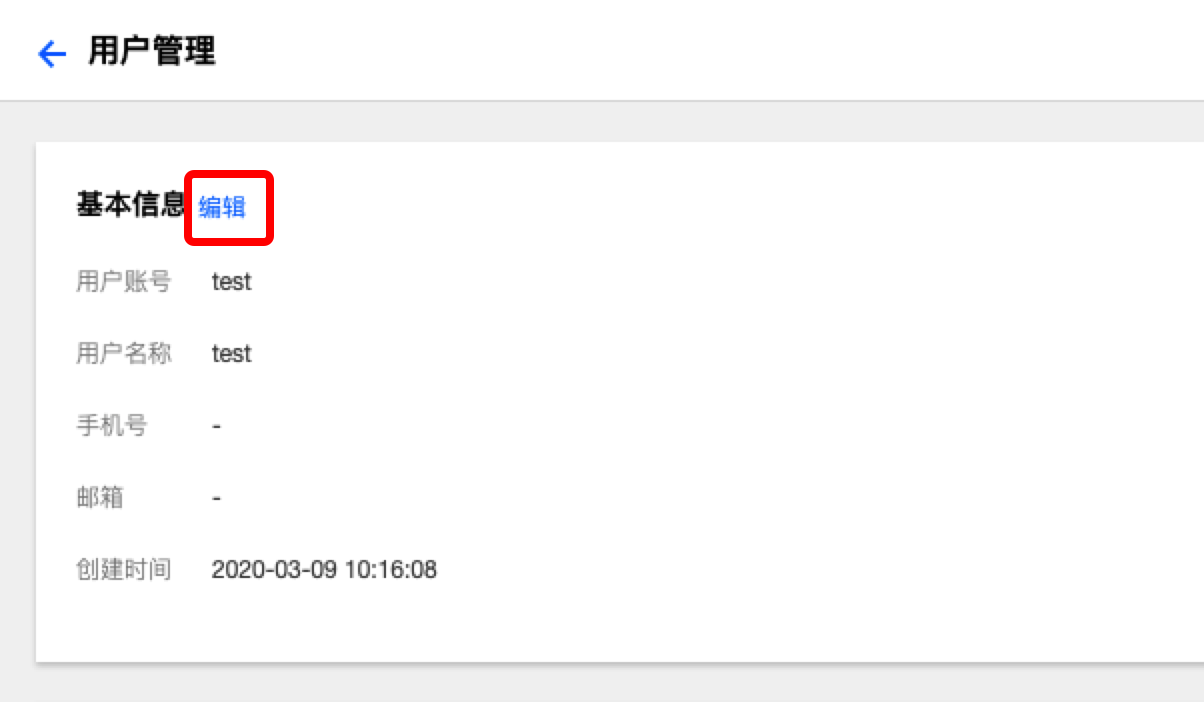 用户管理
基本信息 编辑
用户账号 test
用户名称 test
手机号 -
邮箱 -
创建时间 2020-03-09 10:16:08